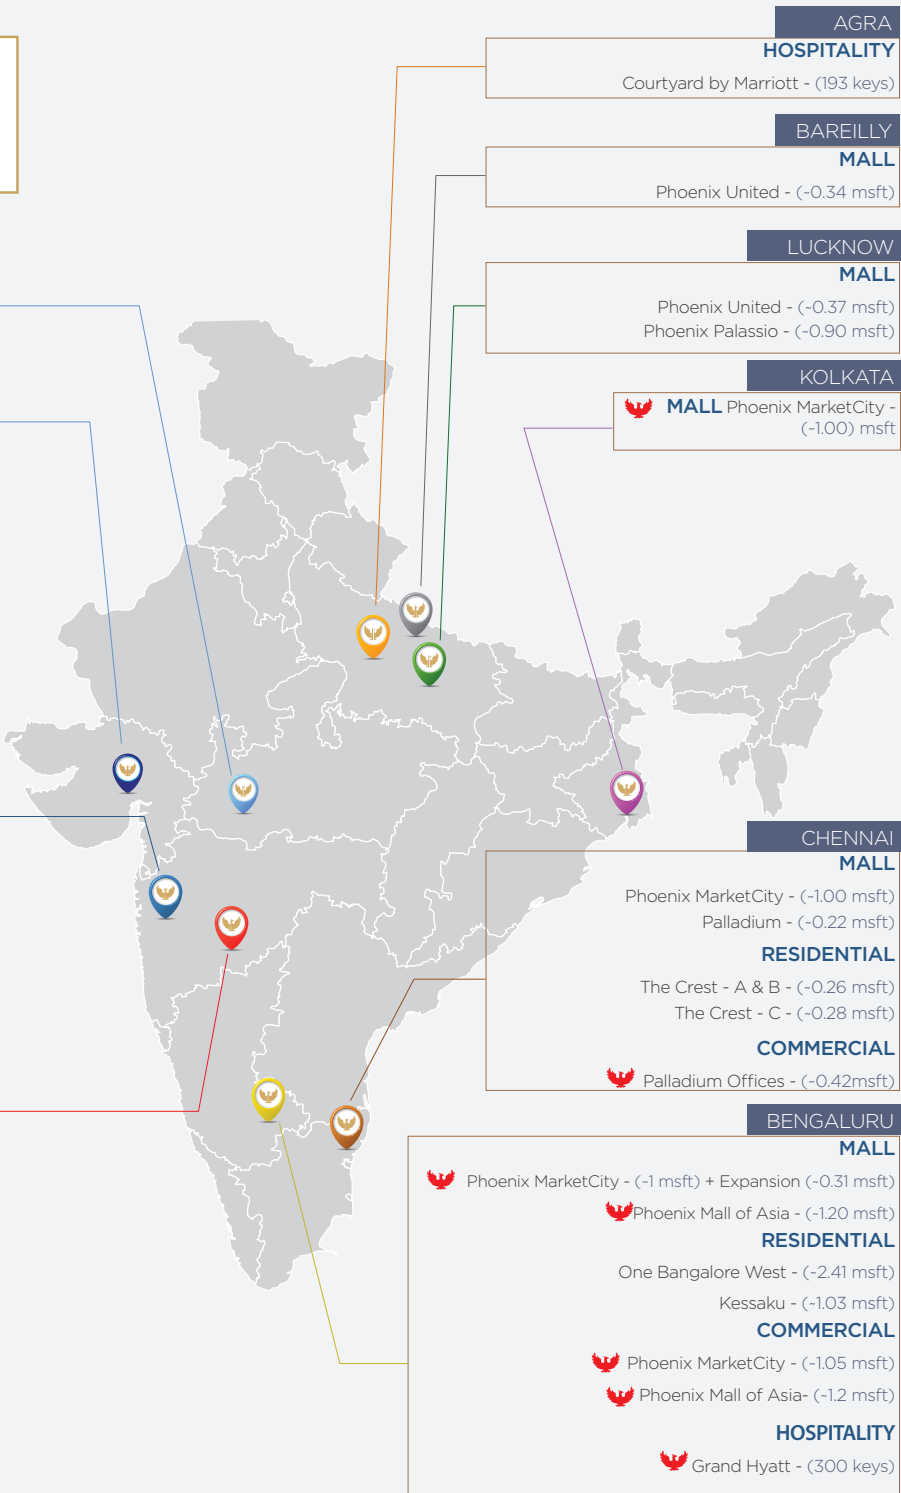 AGRA
HOSPITALITY
Courtyard by Marriott - (193 keys)
BAREILLY
MALL
Phoenix United - (~0.34 msft)
LUCKNOW
MALL
Phoenix United - (~0.37 msft)
Phoenix Palassio - (~0.90 msft)
KOLKATA
MALL Phoenix MarketCity -
(~1.00) msft
CHENNAI
MALL
Phoenix MarketCity - (~1.00 msft)
Palladium - (~0.22 msft)
RESIDENTIAL
The Crest - A & B - (~0.26 msft)
The Crest - C - (~0.28 msft)
COMMERCIAL
Palladium Offices - (~0.42msft)
BENGALURU
MALL
Phoenix MarketCity - (~1 msft) + Expansion (~0.31 msft)
Phoenix Mall of Asia - (~1.20 msft)
RESIDENTIAL
One Bangalore West - (~2.41 msft)
Kessaku - (~1.03 msft)
COMMERCIAL
Phoenix MarketCity - (~1.05 msft)
Phoenix Mall of Asia- (~1.2 msft)
HOSPITALITY
Grand Hyatt - (300 keys)